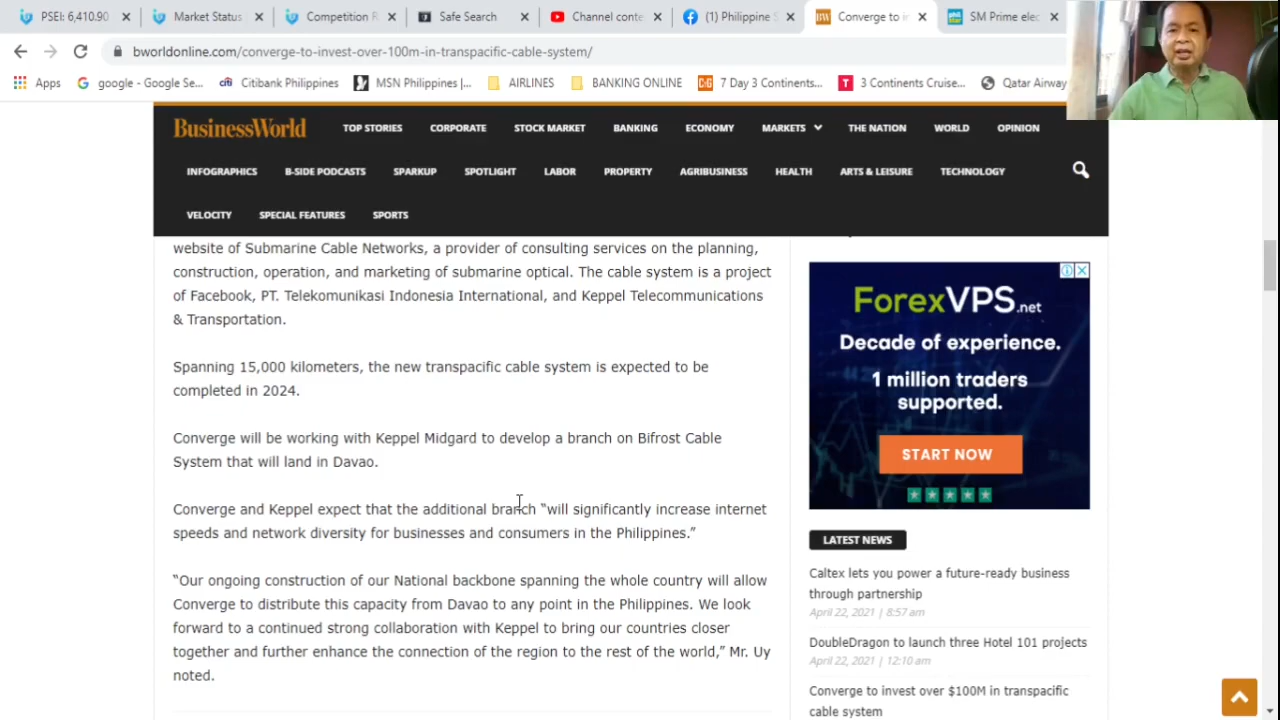 PSEi: 6,410.90
Market Status
Competition R
Safe Search
Channel conte
(1) Philippine S
Converge to i
SM Prime elec
bworldonline.com/converge-to-invest-over-100m-in-transpacific-cable-system/
Apps
google - Google Se...
Citibank Philippines
MSN Philippines |...
AIRLINES
BANKING ONLINE
7 Day 3 Continents...
3 Continents Cruise...
Qatar Airway
BusinessWorld
TOP STORIES
CORPORATE
STOCK MARKET
BANKING
ECONOMY
MARKETS
THE NATION
WORLD
OPINION
INFOGRAPHICS
B-SIDE PODCASTS
SPARKUP
SPOTLIGHT
LABOR
PROPERTY
AGRIBUSINESS
HEALTH
ARTS & LEISURE
TECHNOLOGY
VELOCITY
SPECIAL FEATURES
SPORTS
website of Submarine Cable Networks, a provider of consulting services on the planning,
construction, operation, and marketing of submarine optical. The cable system is a project
of Facebook, PT. Telekomunikasi Indonesia International, and Keppel Telecommunications
& Transportation.
Spanning 15,000 kilometers, the new transpacific cable system is expected to be
completed in 2024.
Converge will be working with Keppel Midgard to develop a branch on Bifrost Cable
System that will land in Davao.
Converge and Keppel expect that the additional branch “will significantly increase internet
speeds and network diversity for businesses and consumers in the Philippines.”
“Our ongoing construction of our National backbone spanning the whole country will allow
Converge to distribute this capacity from Davao to any point in the Philippines. We look
forward to a continued strong collaboration with Keppel to bring our countries closer
together and further enhance the connection of the region to the rest of the world,” Mr. Uy
noted.
ForexVPS.net
Decade of experience.
1 million traders
supported.
START NOW
LATEST NEWS
Caltex lets you power a future-ready business
through partnership
April 22, 2021 | 8:57 am
DoubleDragon to launch three Hotel 101 projects
April 22, 2021 | 12:10 am
Converge to invest over $100M in transpacific
cable system